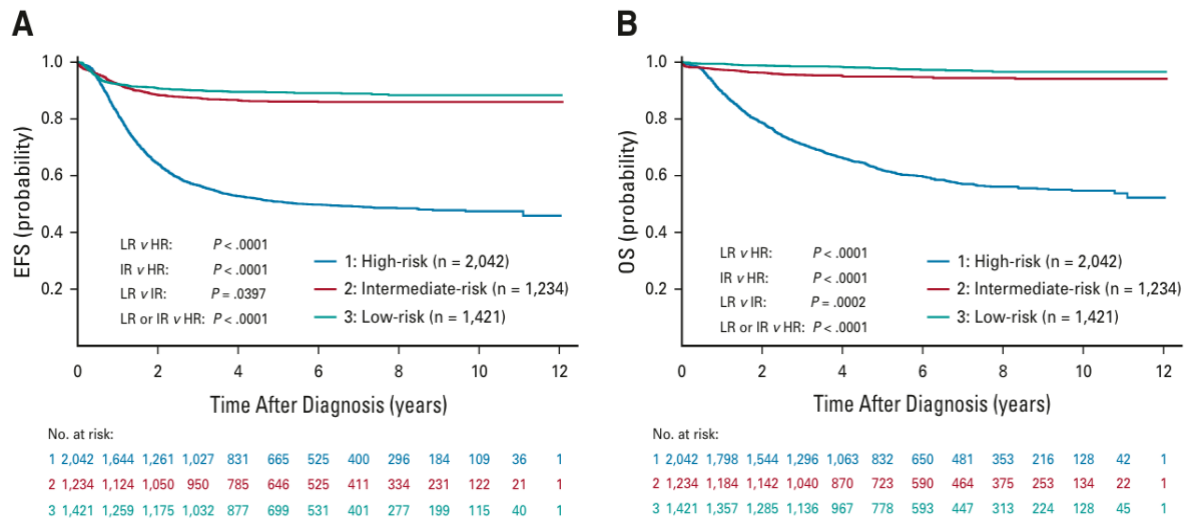 A
1.0
0.8
0.6
0.4
0.2
EFS (probability)
LR v HR: P < .0001
IR v HR: P < .0001
LR v IR: P = .0397
LR or IR v HR: P < .0001
1: High-risk (n = 2,042)
2: Intermediate-risk (n = 1,234)
3: Low-risk (n = 1,421)
0 2 4 6 8 10 12
Time After Diagnosis (years)
No. at risk:
1 2,042 1,644 1,261 1,027 831 665 525 400 296 184 109 36 1
2 1,234 1,124 1,050 950 785 646 525 411 334 231 122 21 1
3 1,421 1,259 1,175 1,032 877 699 531 401 277 199 115 40 1
B
1.0
0.8
0.6
0.4
0.2
OS (probability)
LR v HR: P < .0001
IR v HR: P < .0001
LR v IR: P = .0002
LR or IR v HR: P < .0001
1: High-risk (n = 2,042)
2: Intermediate-risk (n = 1,234)
3: Low-risk (n = 1,421)
0 2 4 6 8 10 12
Time After Diagnosis (years)
No. at risk:
1 2,042 1,798 1,544 1,296 1,063 832 650 481 353 216 128 42 1
2 1,234 1,184 1,142 1,040 870 723 590 464 375 253 134 22 1
3 1,421 1,357 1,285 1,136 967 778 593 447 313 224 128 45 1